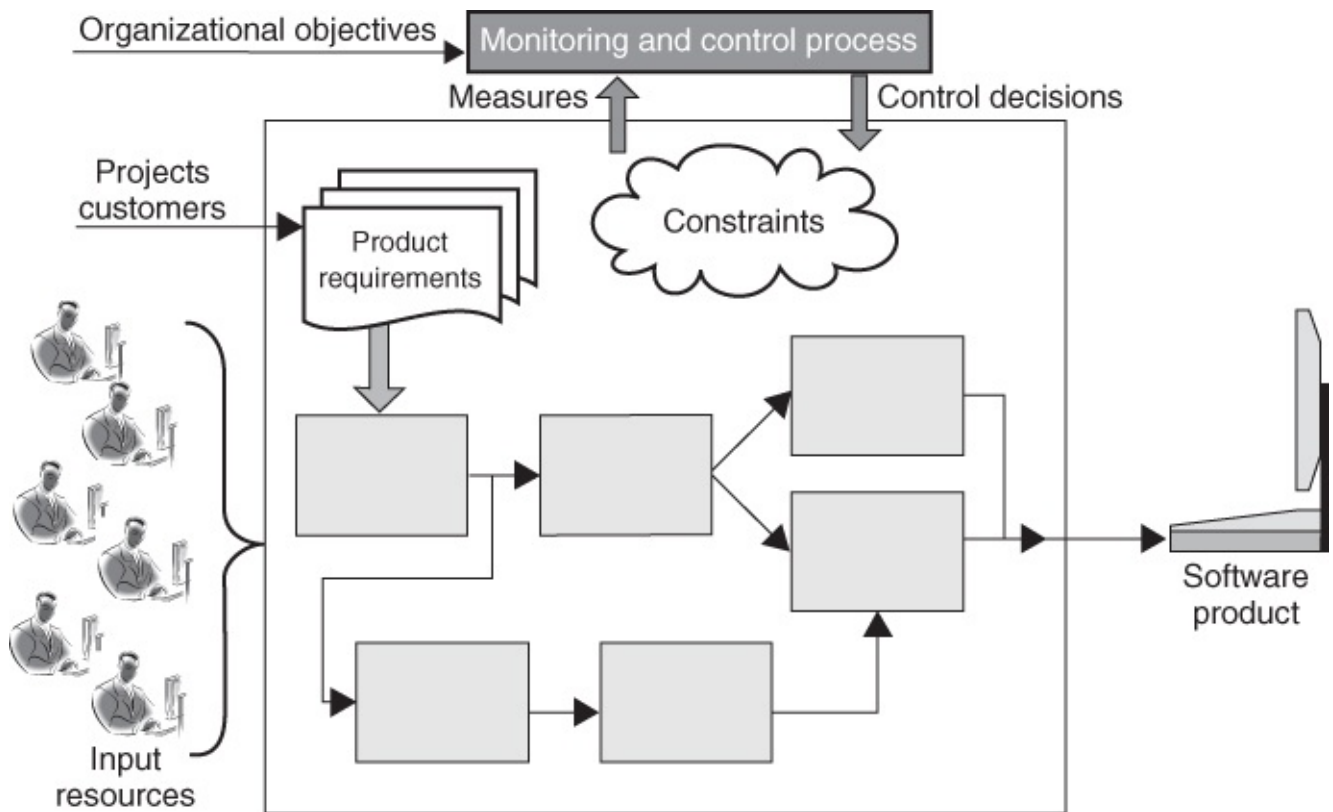 Organizational objectives
Monitoring and control process
Measures
Control decisions
Projects
customers
Constraints
Product
requirements
Software
product
Input
resources